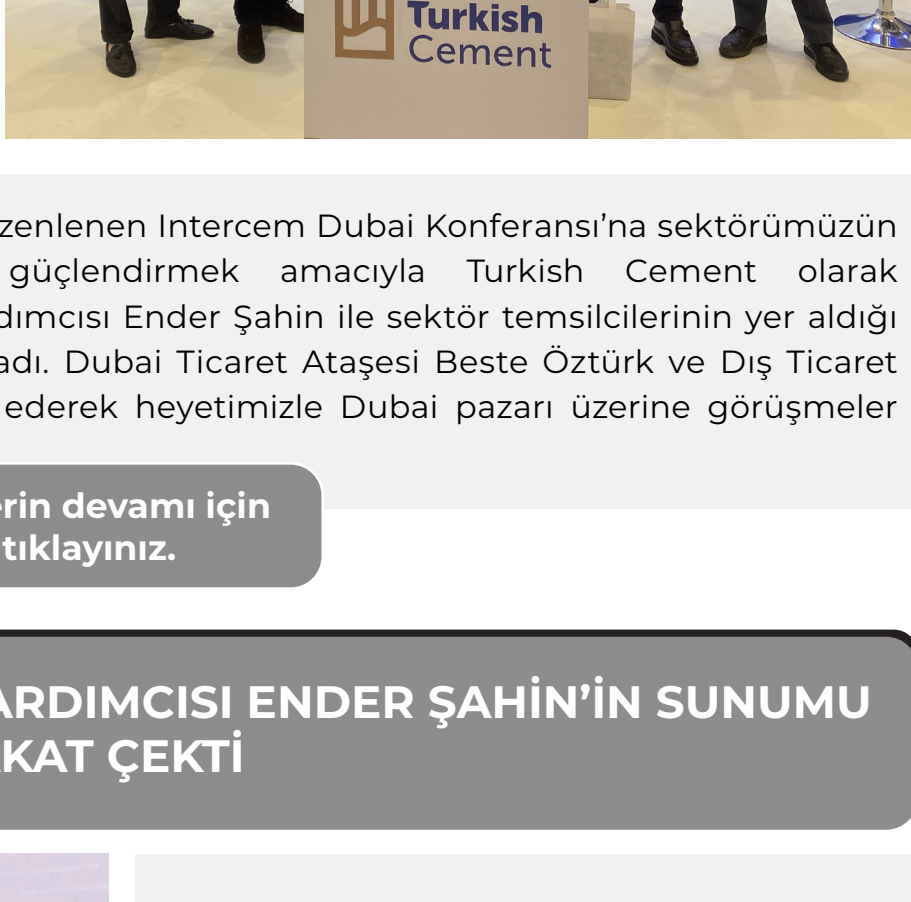 Turkish
Cement
zenlenen Intercem Dubai Konferansı’na sektörümüzün
güçlendirmek amacıyla Turkish Cement olarak
dımcısı Ender Şahin ile sektör temsilcilerinin yer aldığı
adı. Dubai Ticaret Ataşesi Beste Öztürk ve Dış Ticaret
ederek heyetimizle Dubai pazarı üzerine görüşmeler
erin devamı için
tıklayınız.
ARDIMCISI ENDER ŞAHİN’İN SUNUMU
KAT ÇEKTİ